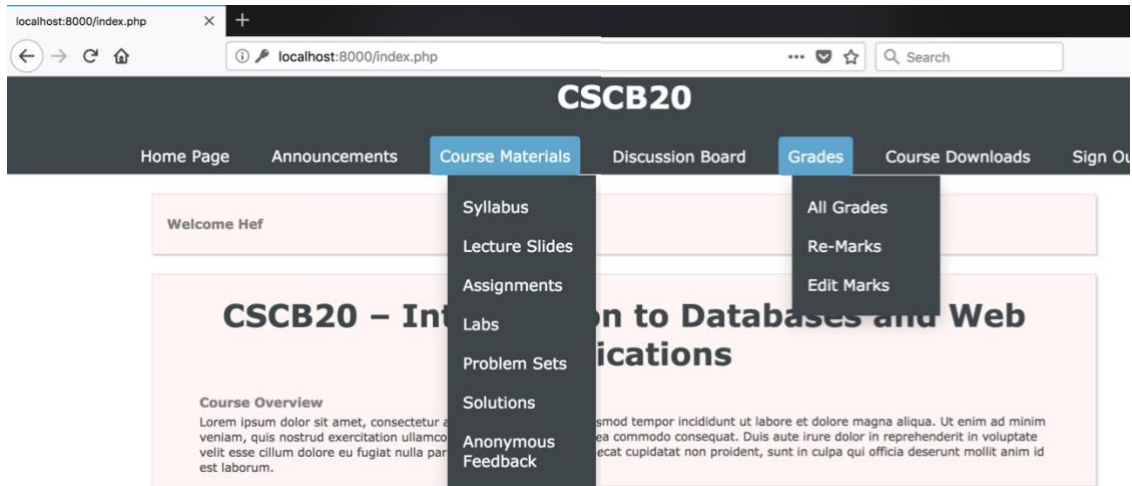 localhost:8000/index.php
localhost:8000/index.php
Search
CSCB20
Home Page Announcements Course Materials Discussion Board Grades Course Downloads Sign Ou
Welcome Hef
Syllabus
Lecture Slides
Assignments
Labs
Problem Sets
Solutions
Anonymous
Feedback
All Grades
Re-Marks
Edit Marks
CSCB20 – Int on to Databases and Web
ications
Course Overview
Lorem ipsum dolor sit amet, consectetur a smod tempor incididunt ut labore et dolore magna aliqua. Ut enim ad minim
veniam, quis nostrud exercitation ullamco ea commodo consequat. Duis aute irure dolor in reprehenderit in voluptate
velit esse cillum dolore eu fugiat nulla par ecat cupidatat non proident, sunt in culpa qui officia deserunt mollit anim id
est laborum.